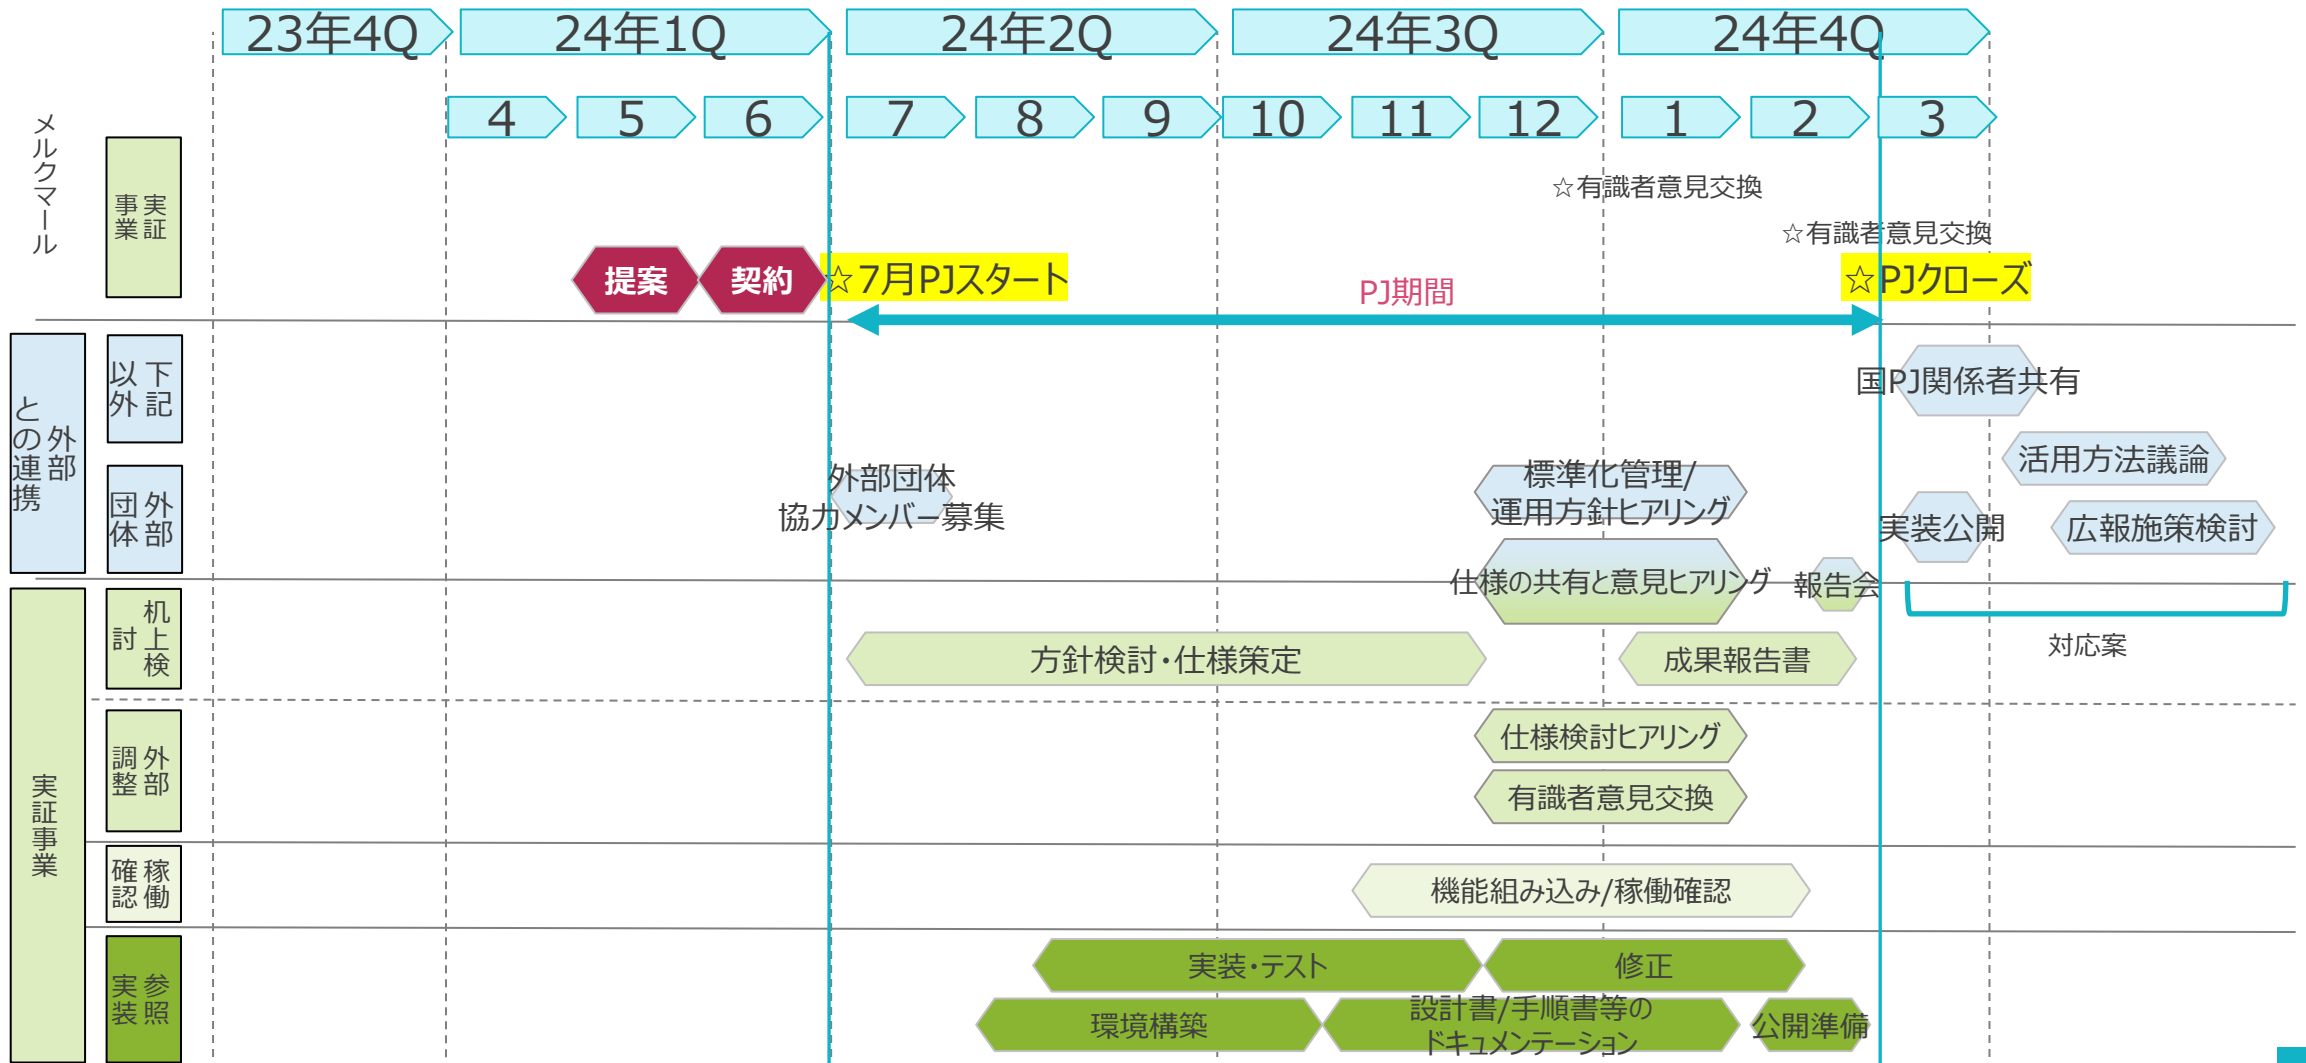 23年4Q
24年1Q
24年2Q
24年3Q
24年4Q
4
5
6
7
8
9
10
11
12
1
2
3
メルクマール
実証
事業
☆有識者意見交換
☆有識者意見交換
提案
契約
☆7月PJスタート
PJ期間
☆PJクローズ
外部
との連携
下記
以外
国PJ関係者共有
活用方法議論
外部
団体
外部団体
協力メンバー募集
標準化管理/
運用方針ヒアリング
実装公開
広報施策検討
仕様の共有と意見ヒアリング
報告会
対応案
実証事業
机上検
討
方針検討・仕様策定
成果報告書
外部
調整
仕様検討ヒアリング
有識者意見交換
稼働
確認
機能組み込み/稼働確認
参照
実装
実装・テスト
修正
環境構築
設計書/手順書等の
ドキュメンテーション
公開準備